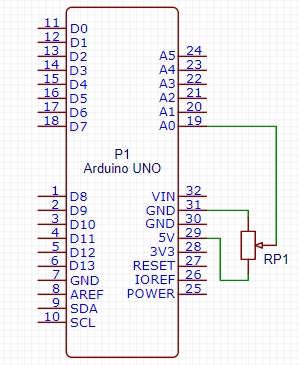 11 D0
12 D1
13 D2
14 D3
15 D4
16 D5
17 D6
18 D7
A5 24
A4 23
A3 22
A2 21
A1 20
A0 19
P1
Arduino UNO
1 D8
2 D9
3 D10
4 D11
5 D12
6 D13
7 GND
8 AREF
9 SDA
10 SCL
VIN 32
GND 31
GND 30
5V 29
3V3 28
RESET 27
IOREF 26
POWER 25
RP1